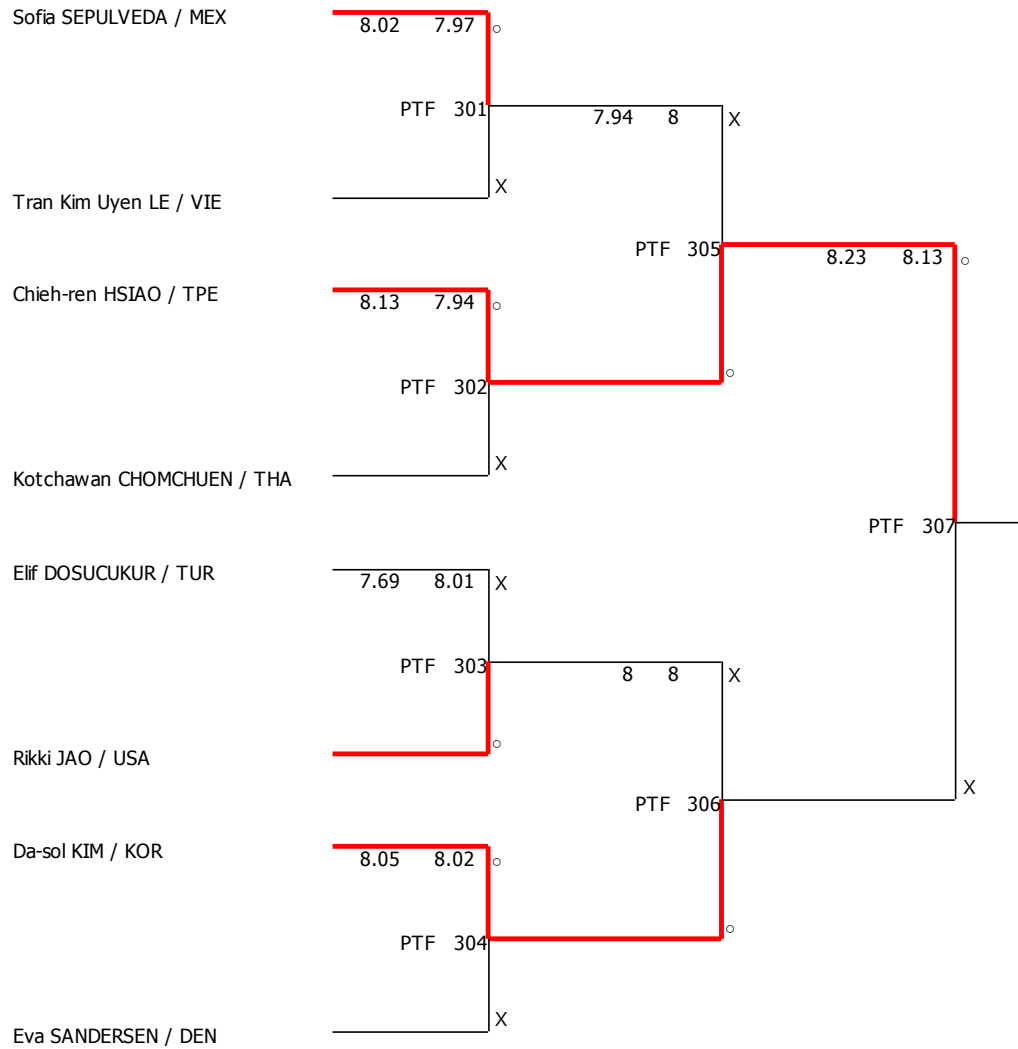 Sofia SEPULVEDA / MEX
8.02 7.97 ○
PTF 301
7.94 8 X
X
Tran Kim Uyen LE / VIE
PTF 305
8.23 8.13 ○
Chieh-ren HSIAO / TPE
8.13 7.94 ○
○
PTF 302
X
Kotchawan CHOMCHUEN / THA
PTF 307
Elif DOSUCUKUR / TUR
7.69 8.01 X
PTF 303
8 8 X
○
Rikki JAO / USA
X
PTF 306
Da-sol KIM / KOR
8.05 8.02 ○
○
PTF 304
X
Eva SANDERSEN / DEN